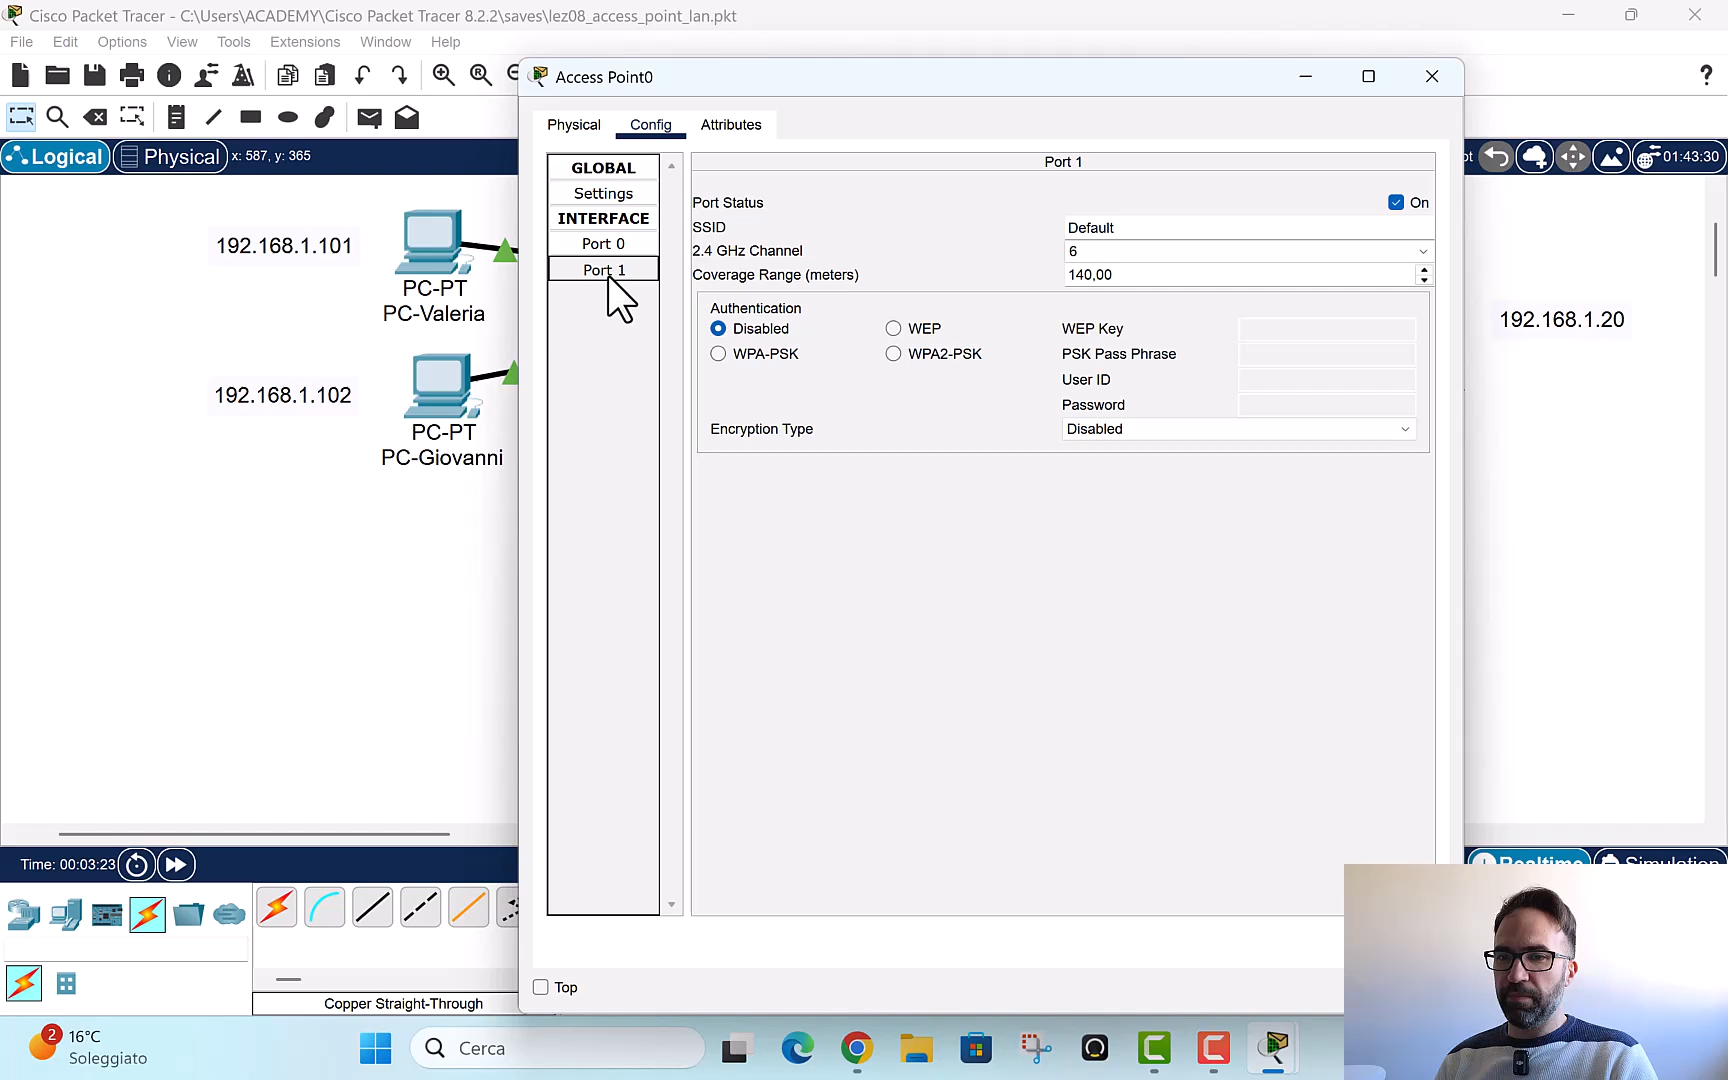 Cisco Packet Tracer - C:\Users\ACADEMY\Cisco Packet Tracer 8.2.2\saves\lez08_access_point_lan.pkt
File Edit Options View Tools Extensions Window Help
Access Point0
Physical Config Attributes
Logical Physical x: 587, y: 365
01:43:30
GLOBAL
Settings
INTERFACE
Port 0
Port 1
Port 1
Port Status On
SSID Default
2.4 GHz Channel 6
Coverage Range (meters) 140,00
Authentication
Disabled WEP WEP Key
WPA-PSK WPA2-PSK PSK Pass Phrase
User ID
Password
Encryption Type Disabled
192.168.1.101
PC-PT
PC-Valeria
192.168.1.102
PC-PT
PC-Giovanni
192.168.1.20
Time: 00:03:23
Realtime Simulation
Copper Straight-Through
Top
2
16°C
Soleggiato
Cerca